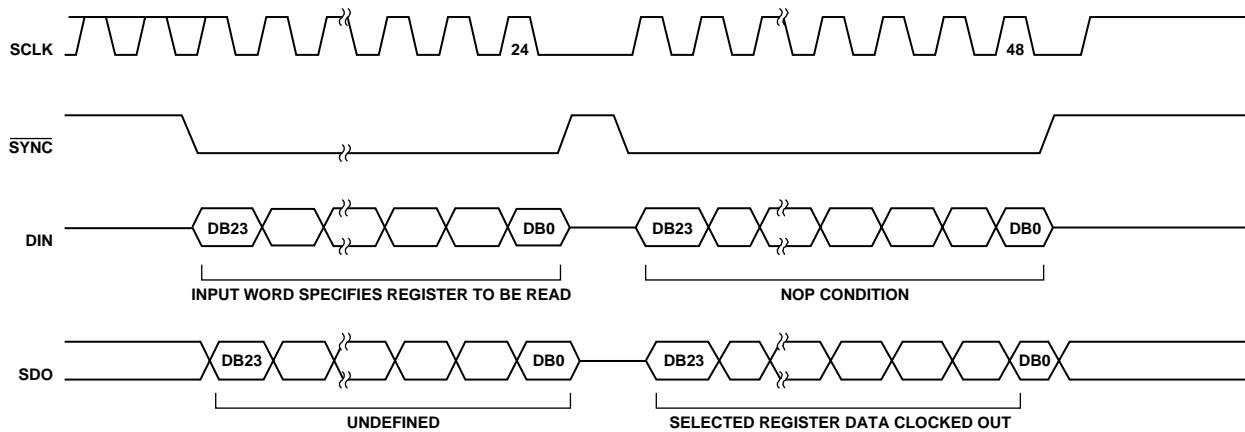 SCLK
24
48
SYNC
DIN
DB23
DB0
DB23
DB0
INPUT WORD SPECIFIES REGISTER TO BE READ
NOP CONDITION
SDO
DB23
DB0
DB23
DB0
UNDEFINED
SELECTED REGISTER DATA CLOCKED OUT